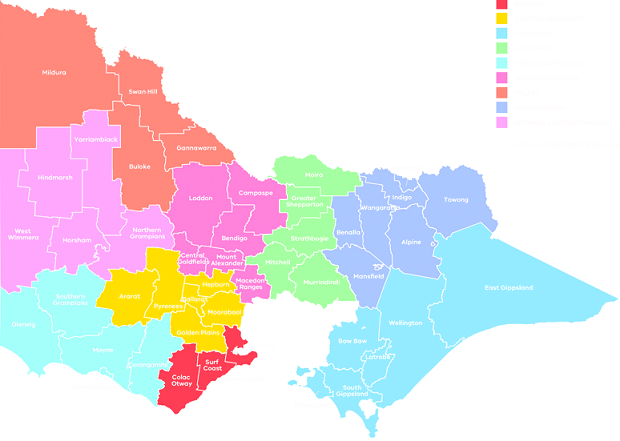 Mildura
Swan Hill
Gannawarra
Buloke
Yarriambiack
Hindmarsh
West
Wimmera
Horsham
Northern
Grampians
Loddon
Campaspe
Bendigo
Central
Goldfields
Mount
Alexander
Macedon
Ranges
Moira
Greater
Shepparton
Strathbogie
Mitchell
Murrindindi
Benalla
Wangaratta
Indigo
Towong
Alpine
Mansfield
East Gippsland
Wellington
Baw Baw
Latrobe
South
Gippsland
Ararat
Pyrenees
Ballarat
Hepburn
Moorabool
Golden Plains
Southern
Grampians
Glenelg
Moyne
Corangamite
Colac
Otway
Surf
Coast